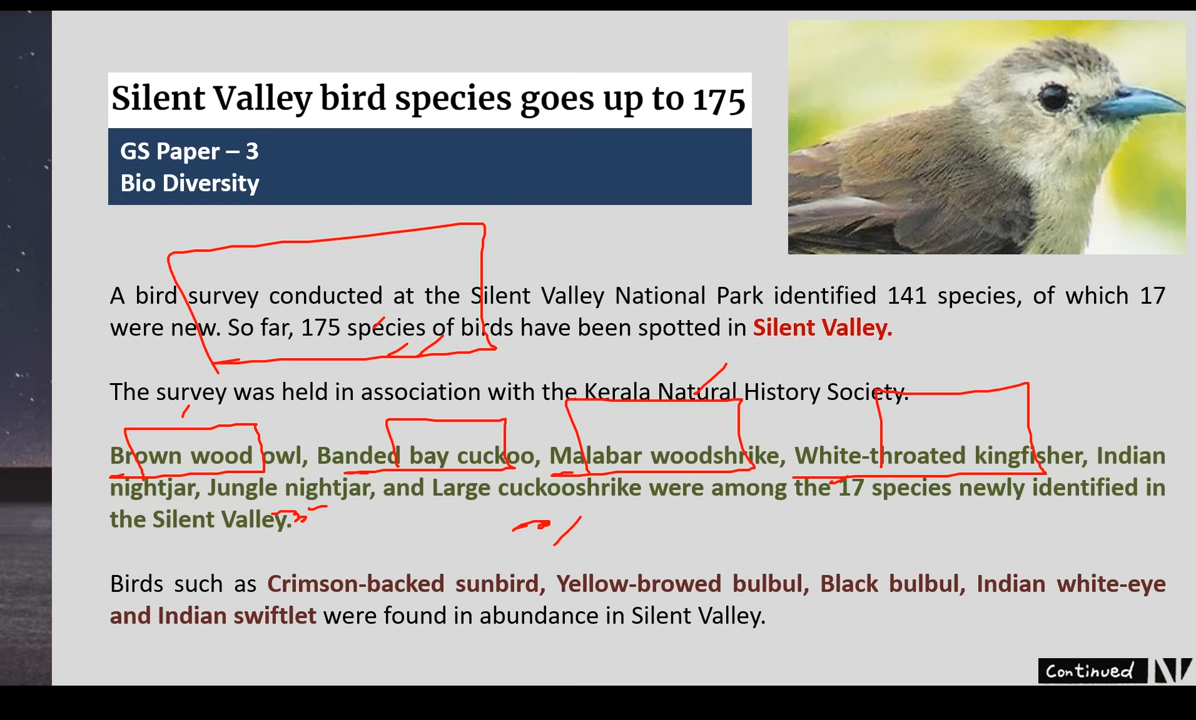 Silent Valley bird species goes up to 175
GS Paper – 3
Bio Diversity
A bird survey conducted at the Silent Valley National Park identified 141 species, of which 17
were new. So far, 175 species of birds have been spotted in Silent Valley.
The survey was held in association with the Kerala Natural History Society.
Brown wood owl, Banded bay cuckoo, Malabar woodshrike, White-throated kingfisher, Indian
nightjar, Jungle nightjar, and Large cuckooshrike were among the 17 species newly identified in
the Silent Valley.
Birds such as Crimson-backed sunbird, Yellow-browed bulbul, Black bulbul, Indian white-eye
and Indian swiftlet were found in abundance in Silent Valley.
Continued